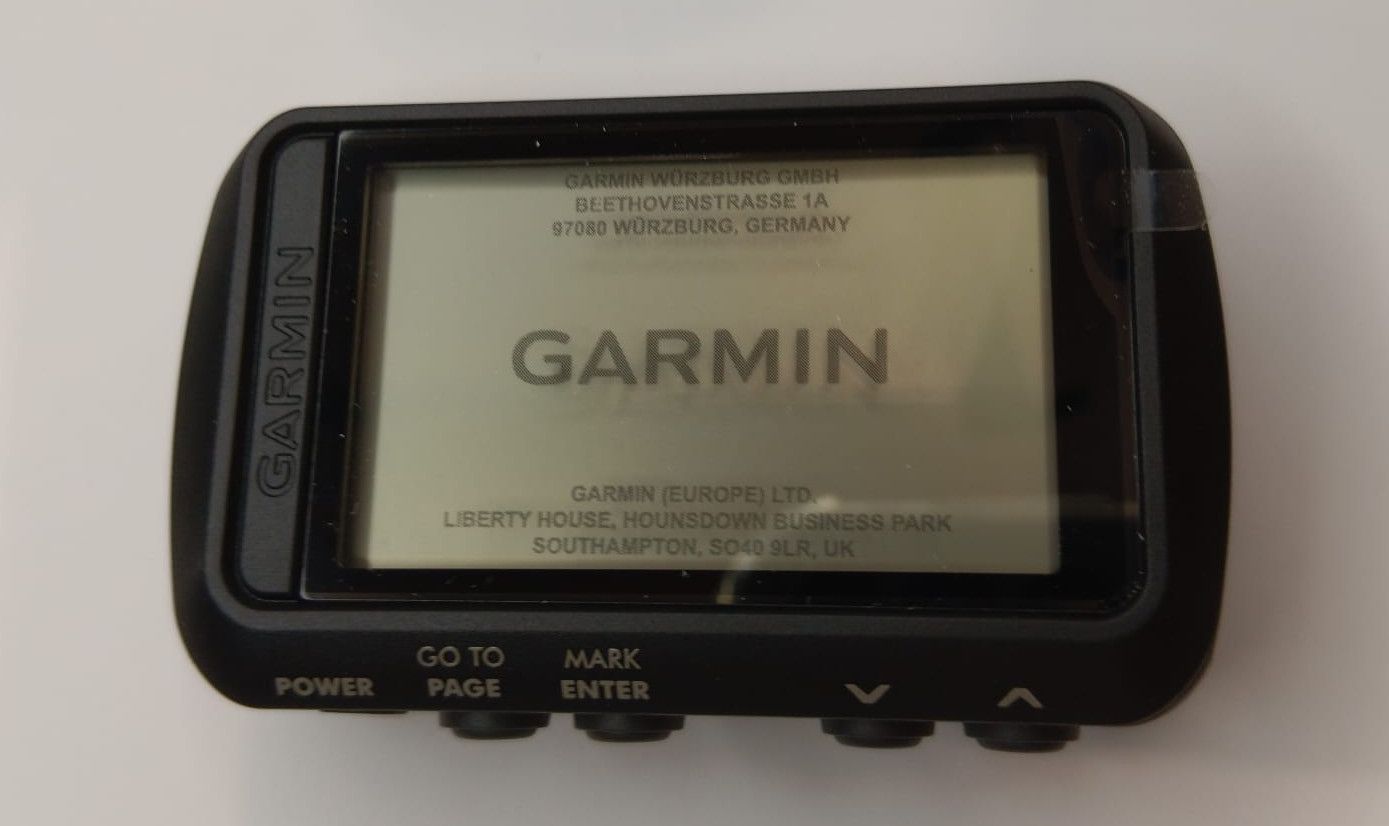 GARMIN
GARMIN WÜRZBURG GMBH
BEETHOVENSTRASSE 1A
97080 WÜRZBURG, GERMANY
GARMIN
GARMIN (EUROPE) LTD.
LIBERTY HOUSE, HOUNSDOWN BUSINESS PARK
SOUTHAMPTON, SO40 9LR, UK
POWER
GO TO
PAGE
MARK
ENTER